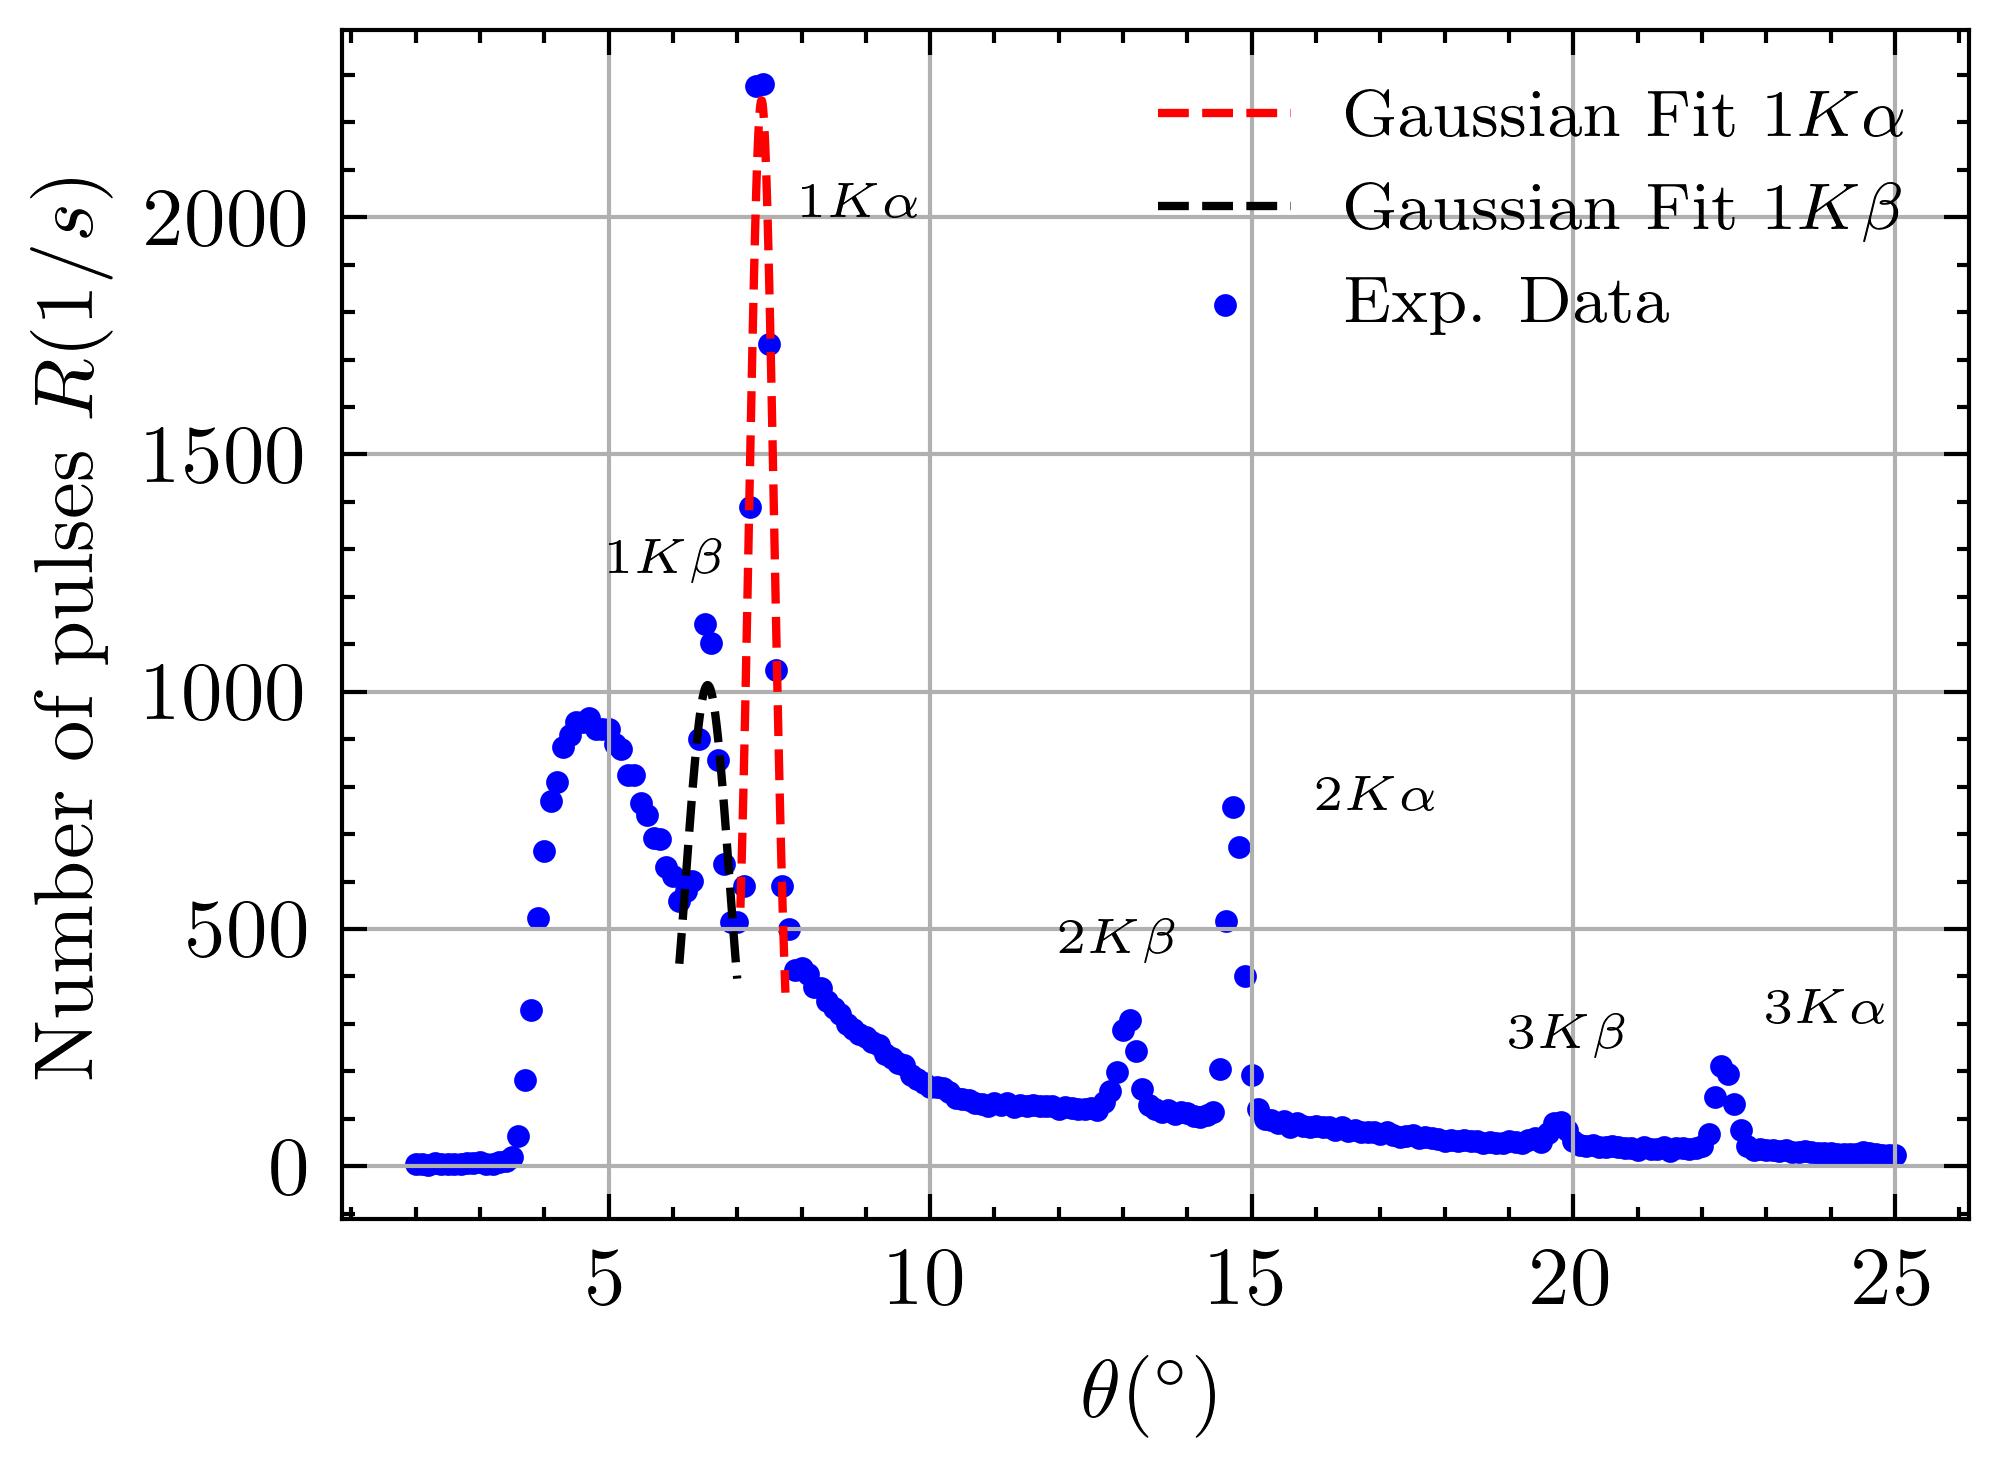 Number of pulses R(1/s)
2000
1500
1000
500
0
Gaussian Fit 1Kα
Gaussian Fit 1Kβ
Exp. Data
1Kα
1Kβ
2Kα
2Kβ
3Kα
3Kβ
5 10 15 20 25
θ(°)